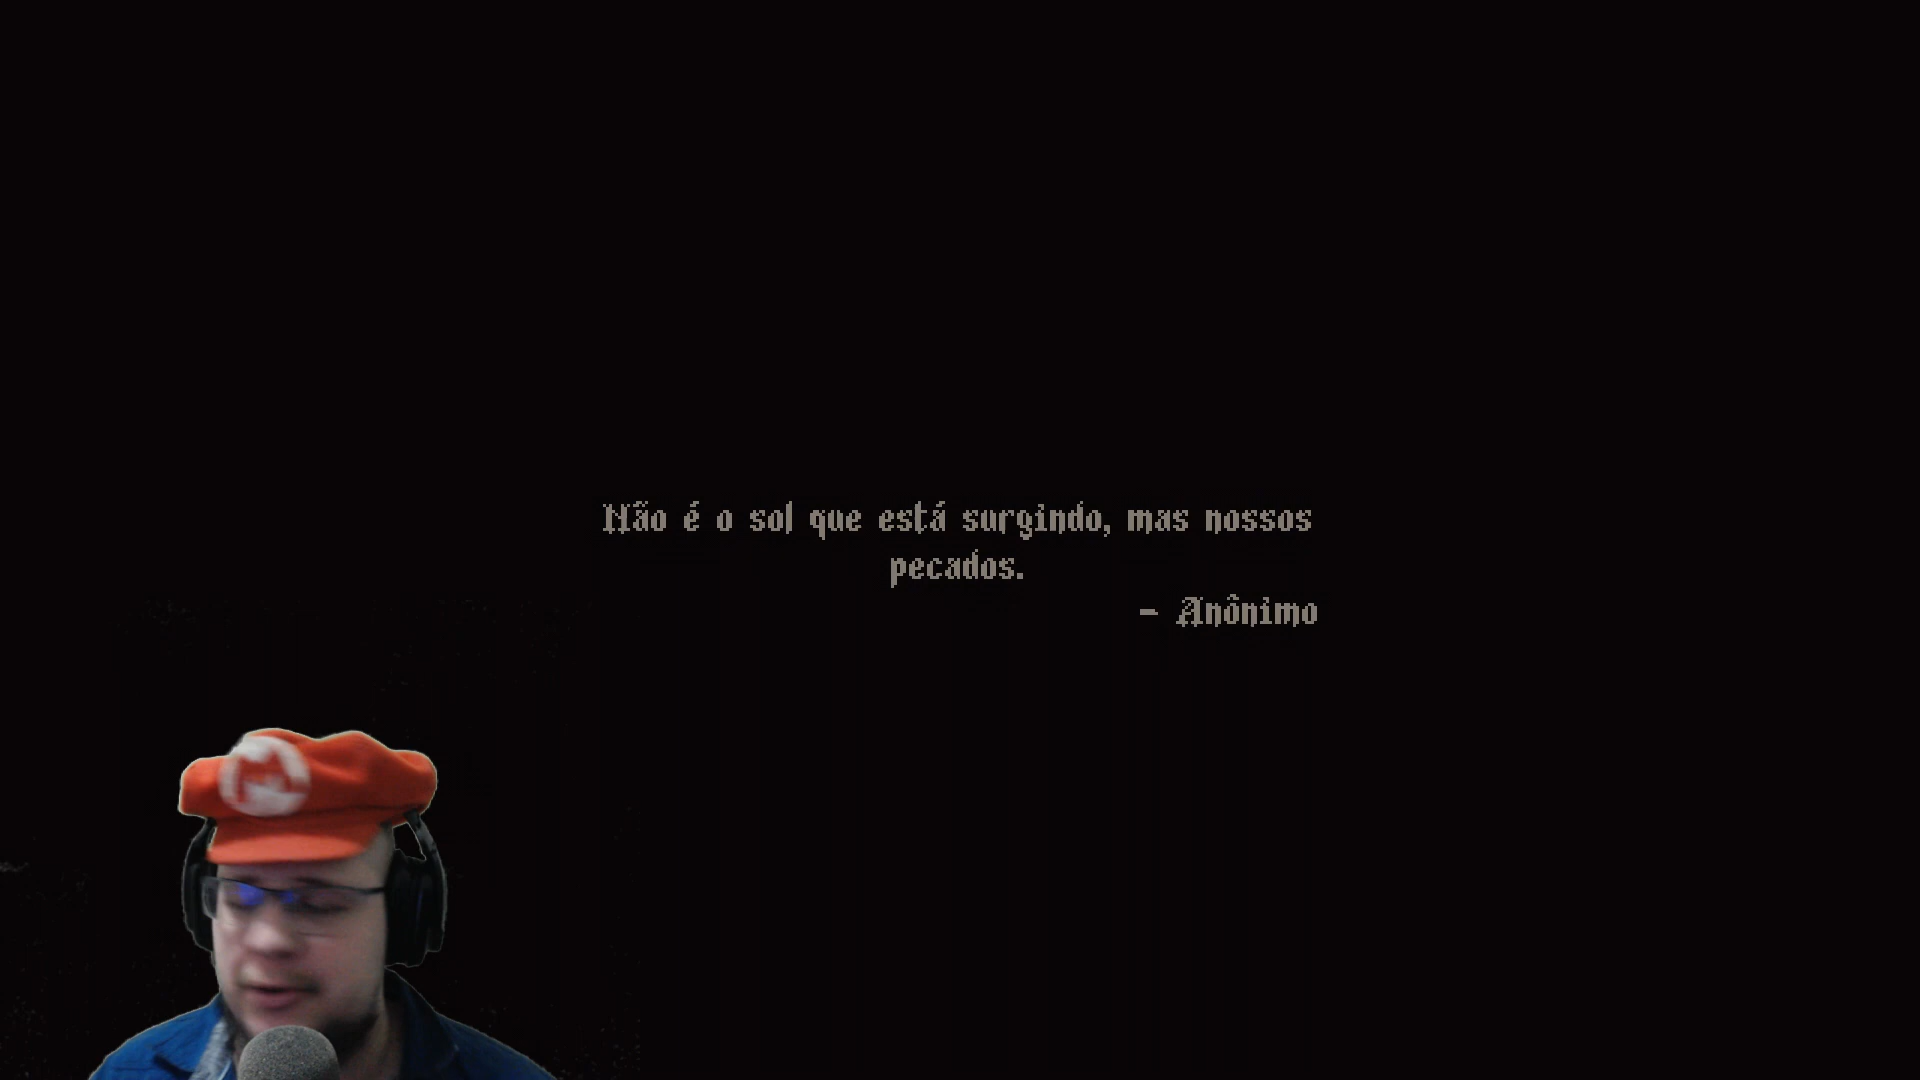 Não é o sol que está surgindo, mas nossos
pecados.
- Anônimo
M